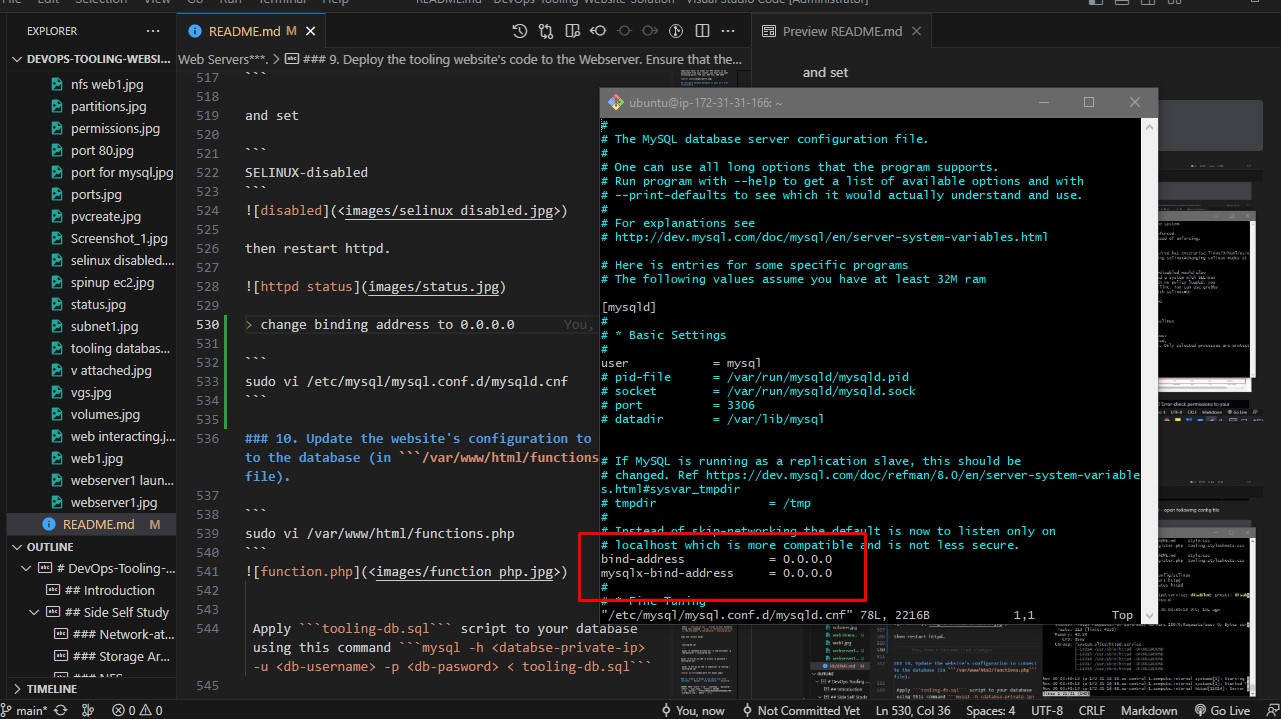 File Edit Selection View Go Run Terminal Help README.md - DevOps-Tooling-Website-Solution - Visual Studio Code [Administrator]
EXPLORER
README.md M
Preview README.md
DEVOPS-TOOLING-WEBSI...
Web Servers***. > ### 9. Deploy the tooling website's code to the Webserver. Ensure that the...
nfs web1.jpg
partitions.jpg
permissions.jpg
port 80.jpg
port for mysql.jpg
ports.jpg
pvcreate.jpg
Screenshot_1.jpg
selinux disabled....
spinup ec2.jpg
status.jpg
subnet1.jpg
tooling databas...
v attached.jpg
vgs.jpg
volumes.jpg
web interacting.j...
web1.jpg
webserver1 laun...
webserver1.jpg
README.md M
OUTLINE
# DevOps-Tooling-...
## Introduction
## Side Self Study
### Network-at...
### Storage Ar...
### NFS
TIMELINE
517 ```
518
519 and set
520
521 ```
522 SELINUX-disabled
523 ```
524 ![disabled](<images/selinux disabled.jpg>)
525
526 then restart httpd.
527
528 ![httpd status](images/status.jpg)
529
530 > change binding address to 0.0.0.0 You,
531
532 ```
533 sudo vi /etc/mysql/mysql.conf.d/mysqld.cnf
534 ```
535
536 ### 10. Update the website's configuration to
to the database (in ```/var/www/html/functions
file).
537
538 ```
539 sudo vi /var/www/html/functions.php
540 ```
541 ![function.php](<images/function php.jpg>)
542
543
544 Apply ```tooling-db.sql``` script to your database
using this command ```mysql -h <databse-private-ip>
-u <db-username> -p <db-pasword> < tooling-db.sql```
545
and set
ubuntu@ip-172-31-31-166: ~
#
# The MySQL database server configuration file.
#
# One can use all long options that the program supports.
# Run program with --help to get a list of available options and with
# --print-defaults to see which it would actually understand and use.
#
# For explanations see
# http://dev.mysql.com/doc/mysql/en/server-system-variables.html
# Here is entries for some specific programs
# The following values assume you have at least 32M ram
[mysqld]
#
# * Basic Settings
#
user = mysql
# pid-file = /var/run/mysqld/mysqld.pid
# socket = /var/run/mysqld/mysqld.sock
# port = 3306
# datadir = /var/lib/mysql
# If MySQL is running as a replication slave, this should be
# changed. Ref https://dev.mysql.com/doc/refman/8.0/en/server-system-variable
s.html#sysvar_tmpdir
# tmpdir = /tmp
#
# Instead of skip-networking the default is now to listen only on
# localhost which is more compatible and is not less secure.
bind-address = 0.0.0.0
mysqlx-bind-address = 0.0.0.0
#
# * Fine Tuning
"/etc/mysql/mysql.conf.d/mysqld.cnf" 78L, 2216B 1,1 Top
main* 0 0 You, now Not Committed Yet Ln 530, Col 36 Spaces: 4 UTF-8 CRLF Markdown Go Live